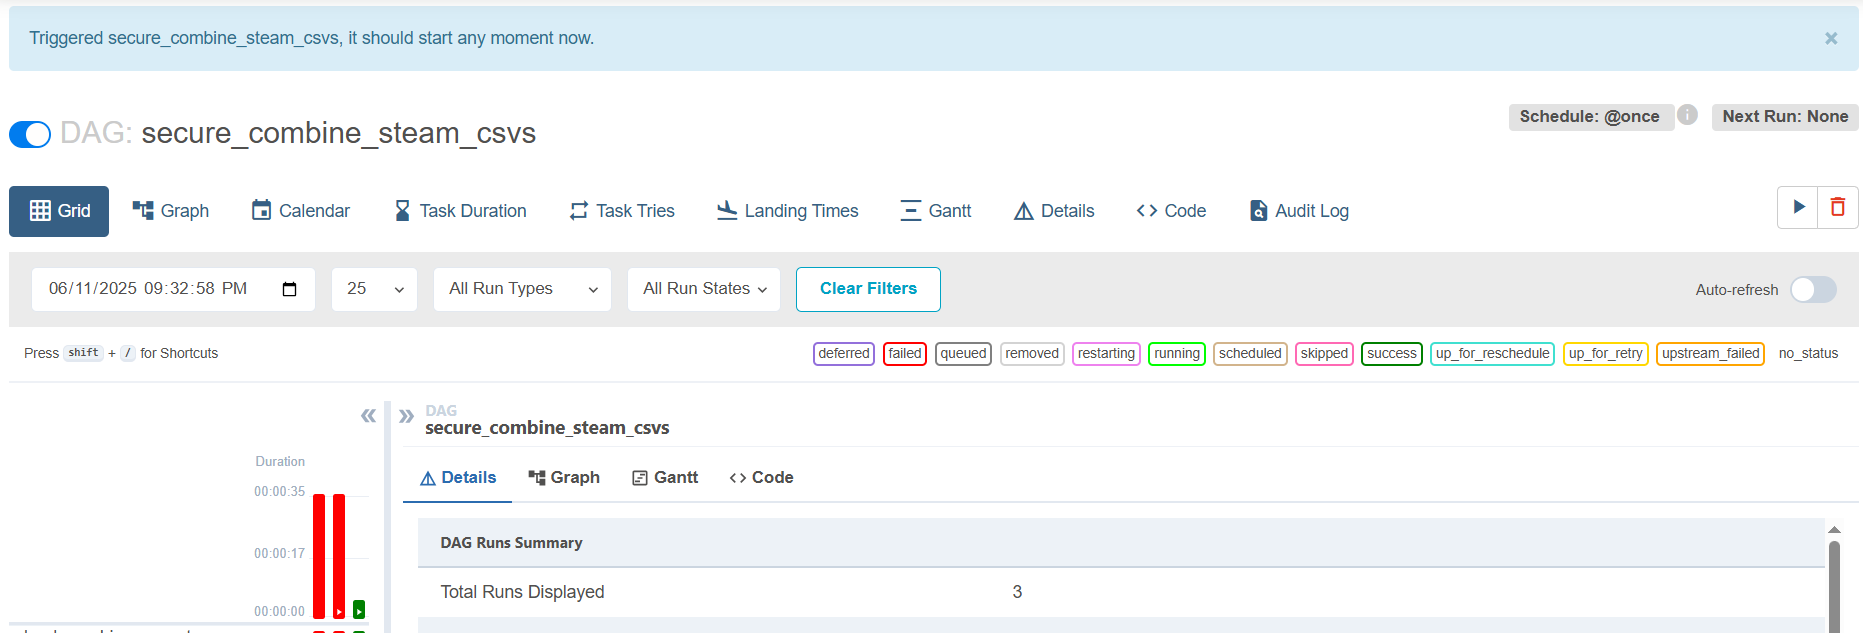 Triggered secure_combine_steam_csvs, it should start any moment now.
×
DAG: secure_combine_steam_csvs
Schedule: @once
Next Run: None
Grid
Graph
Calendar
Task Duration
Task Tries
Landing Times
Gantt
Details
Code
Audit Log
06/11/2025 09:32:58 PM
25
All Run Types
All Run States
Clear Filters
Auto-refresh
Press shift + / for Shortcuts
deferred
failed
queued
removed
restarting
running
scheduled
skipped
success
up_for_reschedule
up_for_retry
upstream_failed
no_status
DAG
secure_combine_steam_csvs
Duration
00:00:35
00:00:17
00:00:00
Details
Graph
Gantt
Code
DAG Runs Summary
Total Runs Displayed 3